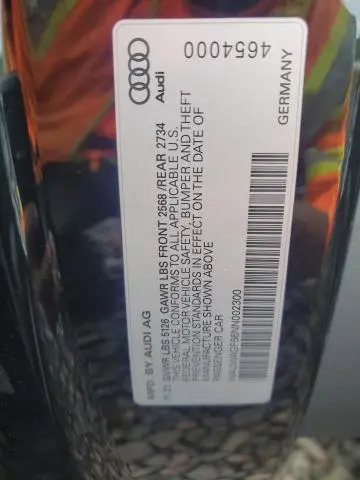 4654000
Audi
GERMANY
MFD. BY AUDI AG
GVWR LBS 5126 GAWR LBS FRONT 2568 /REAR 2734
THIS VEHICLE CONFORMS TO ALL APPLICABLE U.S.
FEDERAL MOTOR VEHICLE SAFETY, BUMPER AND THEFT
PREVENTION STANDARDS IN EFFECT ON THE DATE OF
MANUFACTURE SHOWN ABOVE
PASSENGER CAR